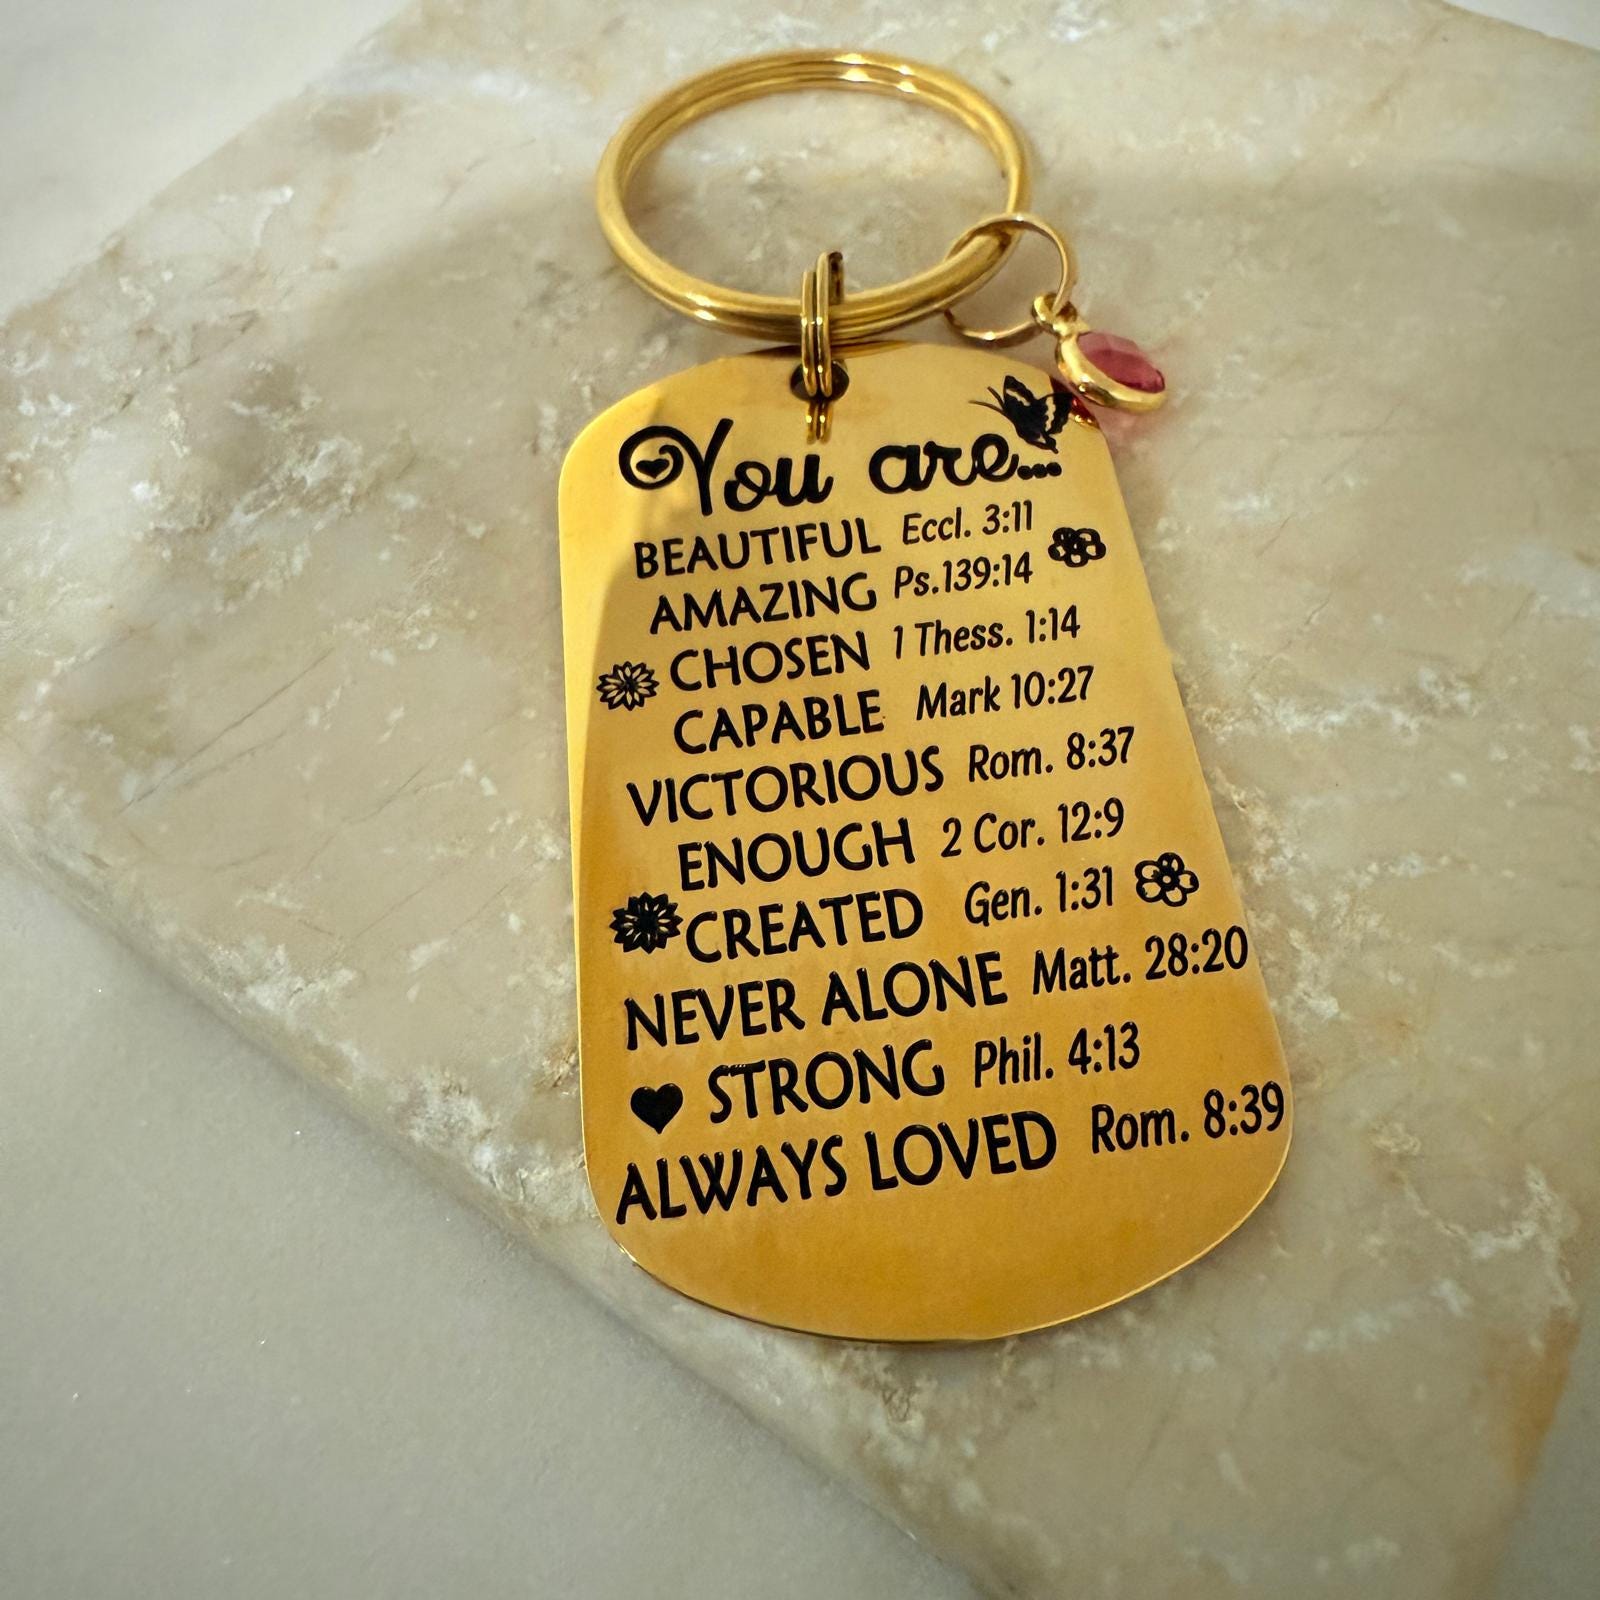 You are...
BEAUTIFUL Eccl. 3:11
AMAZING Ps.139:14
CHOSEN 1 Thess. 1:14
CAPABLE Mark 10:27
VICTORIOUS Rom. 8:37
ENOUGH 2 Cor. 12:9
CREATED Gen. 1:31
NEVER ALONE Matt. 28:20
STRONG Phil. 4:13
ALWAYS LOVED Rom. 8:39